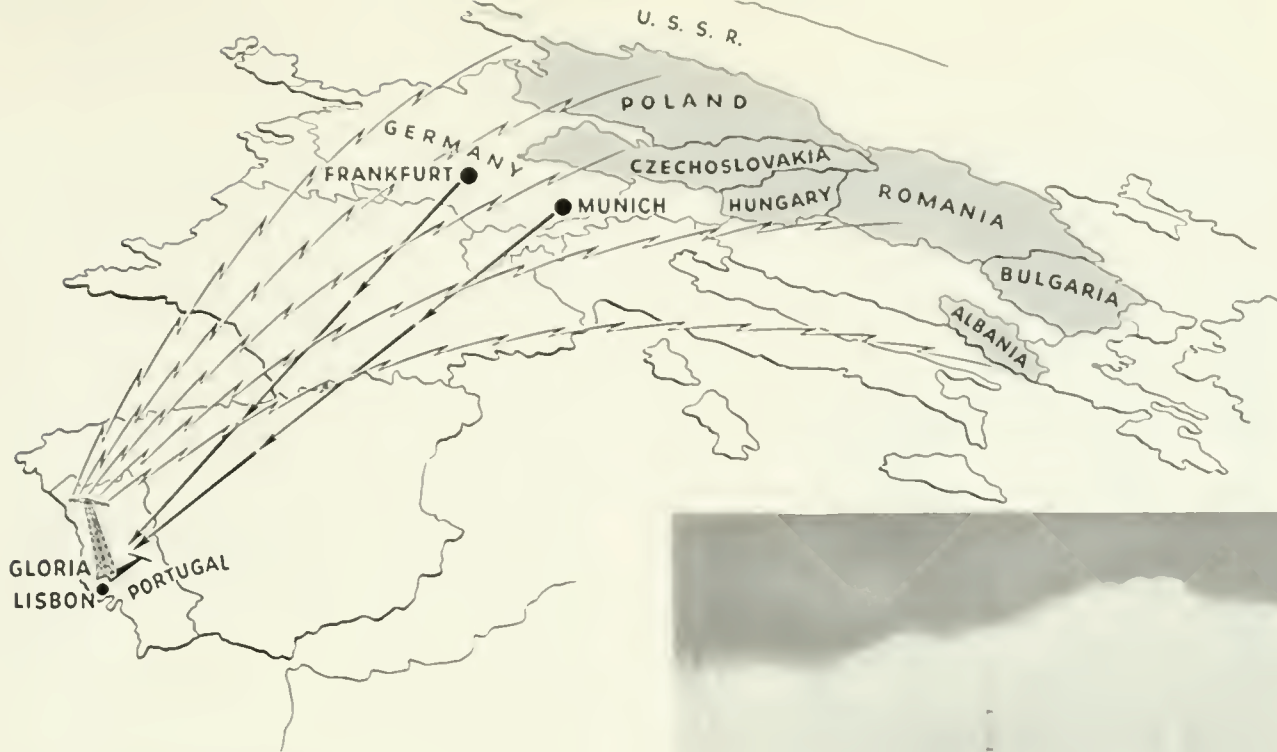 U. S. S. R.
POLAND
GERMANY
CZECHOSLOVAKIA
FRANKFURT
HUNGARY
ROMANIA
MUNICH
BULGARIA
ALBANIA
GLORIA
PORTUGAL
LISBON